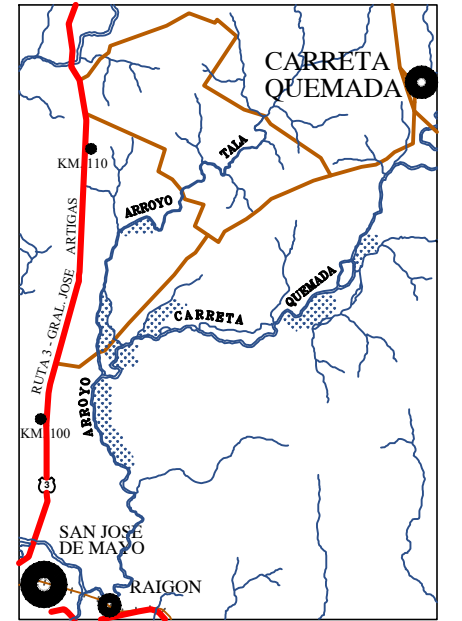 CARRETA
QUEMADA
KM. 110
TALA
ARROYO
RUTA 3 - GRAL. JOSE ARTIGAS
QUEMADA
CARRETA
ARROYO
KM. 100
3
SAN JOSE
DE MAYO
RAIGON